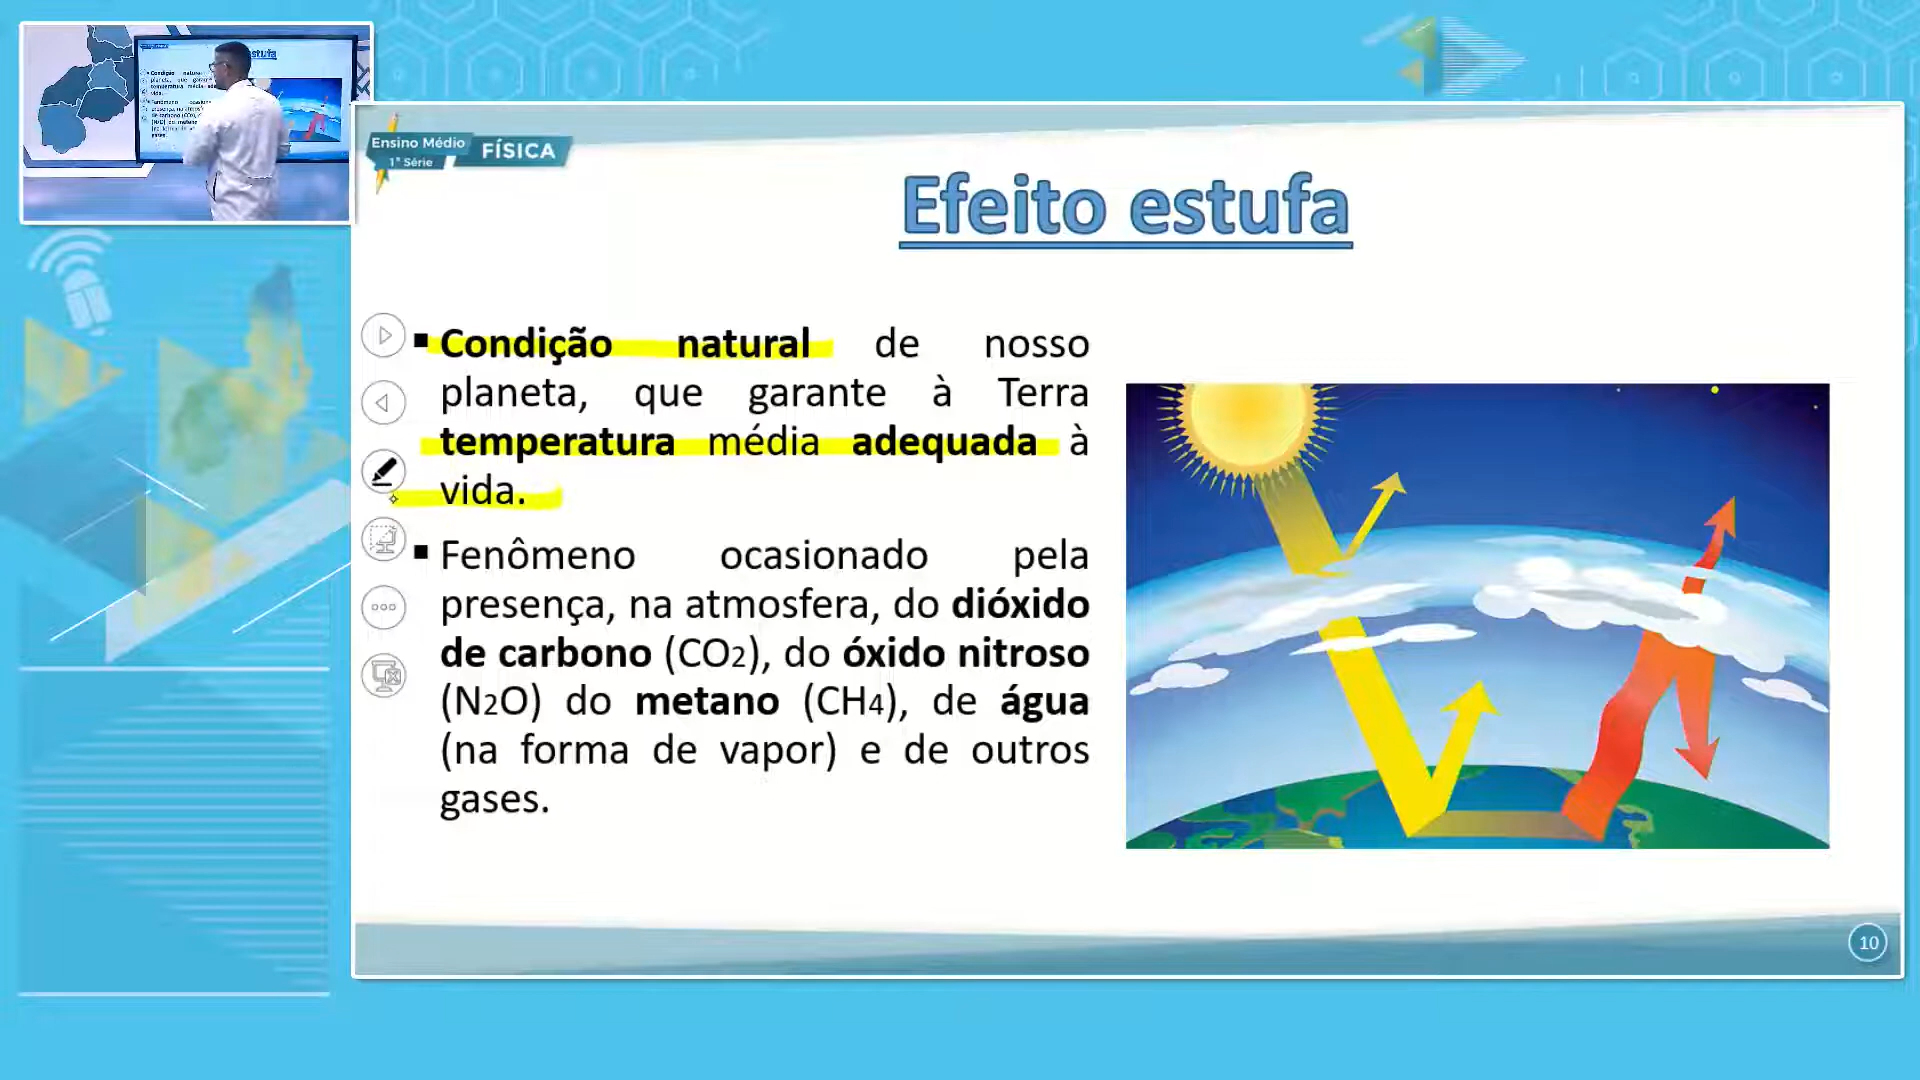 Ensino Médio
1ª Série
FÍSICA
Efeito estufa
▪ Condição natural de nosso
planeta, que garante à Terra
temperatura média adequada à
vida.
▪ Fenômeno ocasionado pela
presença, na atmosfera, do dióxido
de carbono (CO2), do óxido nitroso
(N2O) do metano (CH4), de água
(na forma de vapor) e de outros
gases.
10